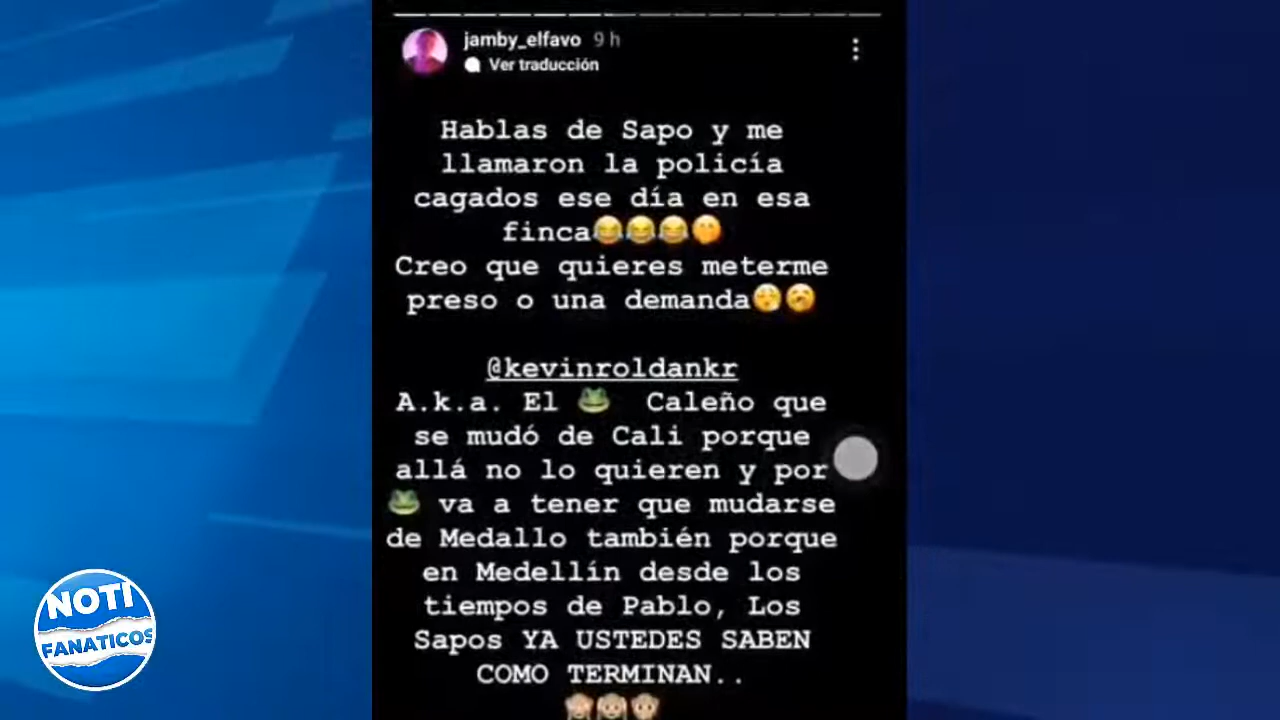 jamby_elfavo 9 h
Ver traducción
Hablas de Sapo y me
llamaron la policía
cagados ese día en esa
finca😂😂😂🤭
Creo que quieres meterme
preso o una demanda😲😲
@kevinroldankr
A.k.a. El 🐸 Caleño que
se mudó de Cali porque
allá no lo quieren y por
🐸 va a tener que mudarse
de Medallo también porque
en Medellín desde los
tiempos de Pablo, Los
Sapos YA USTEDES SABEN
COMO TERMINAN..
🙈🙉🙊
NOTI
FANATICOS